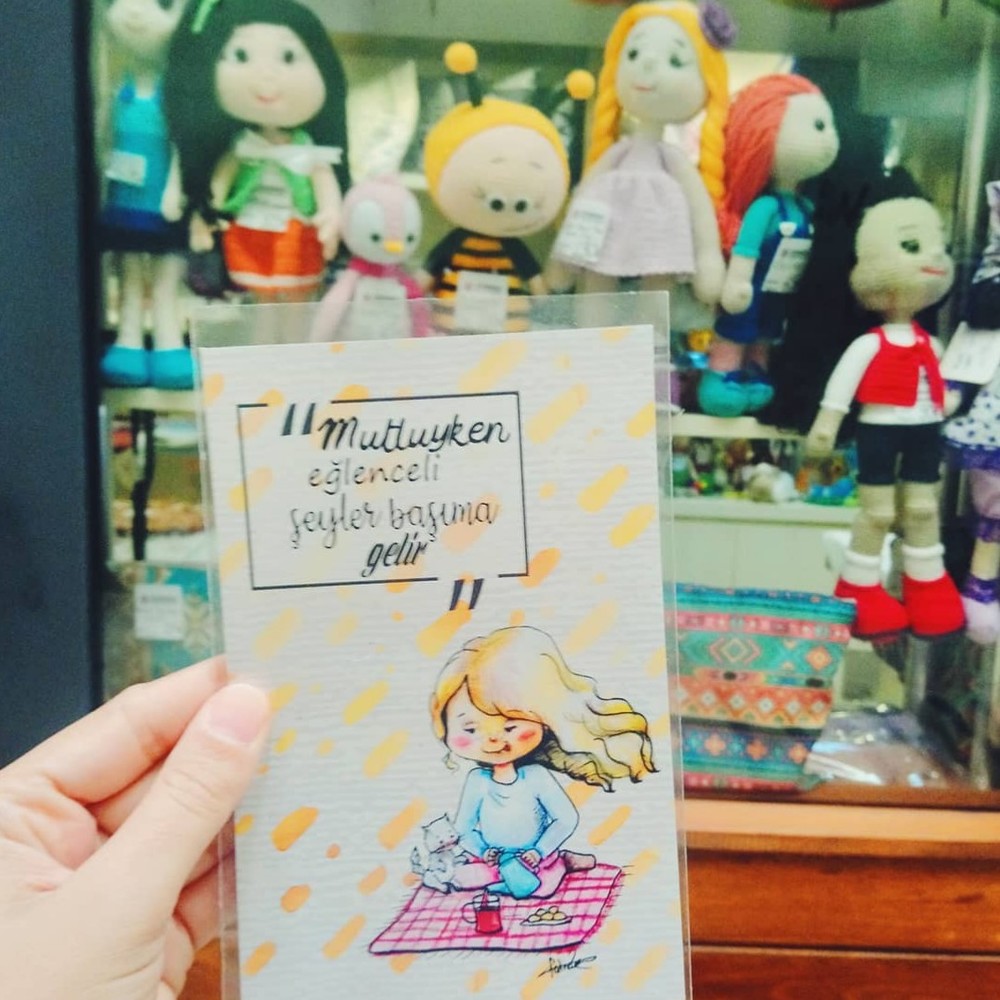 "Mutluyken
eğlenceli
şeyler başıma
gelir"